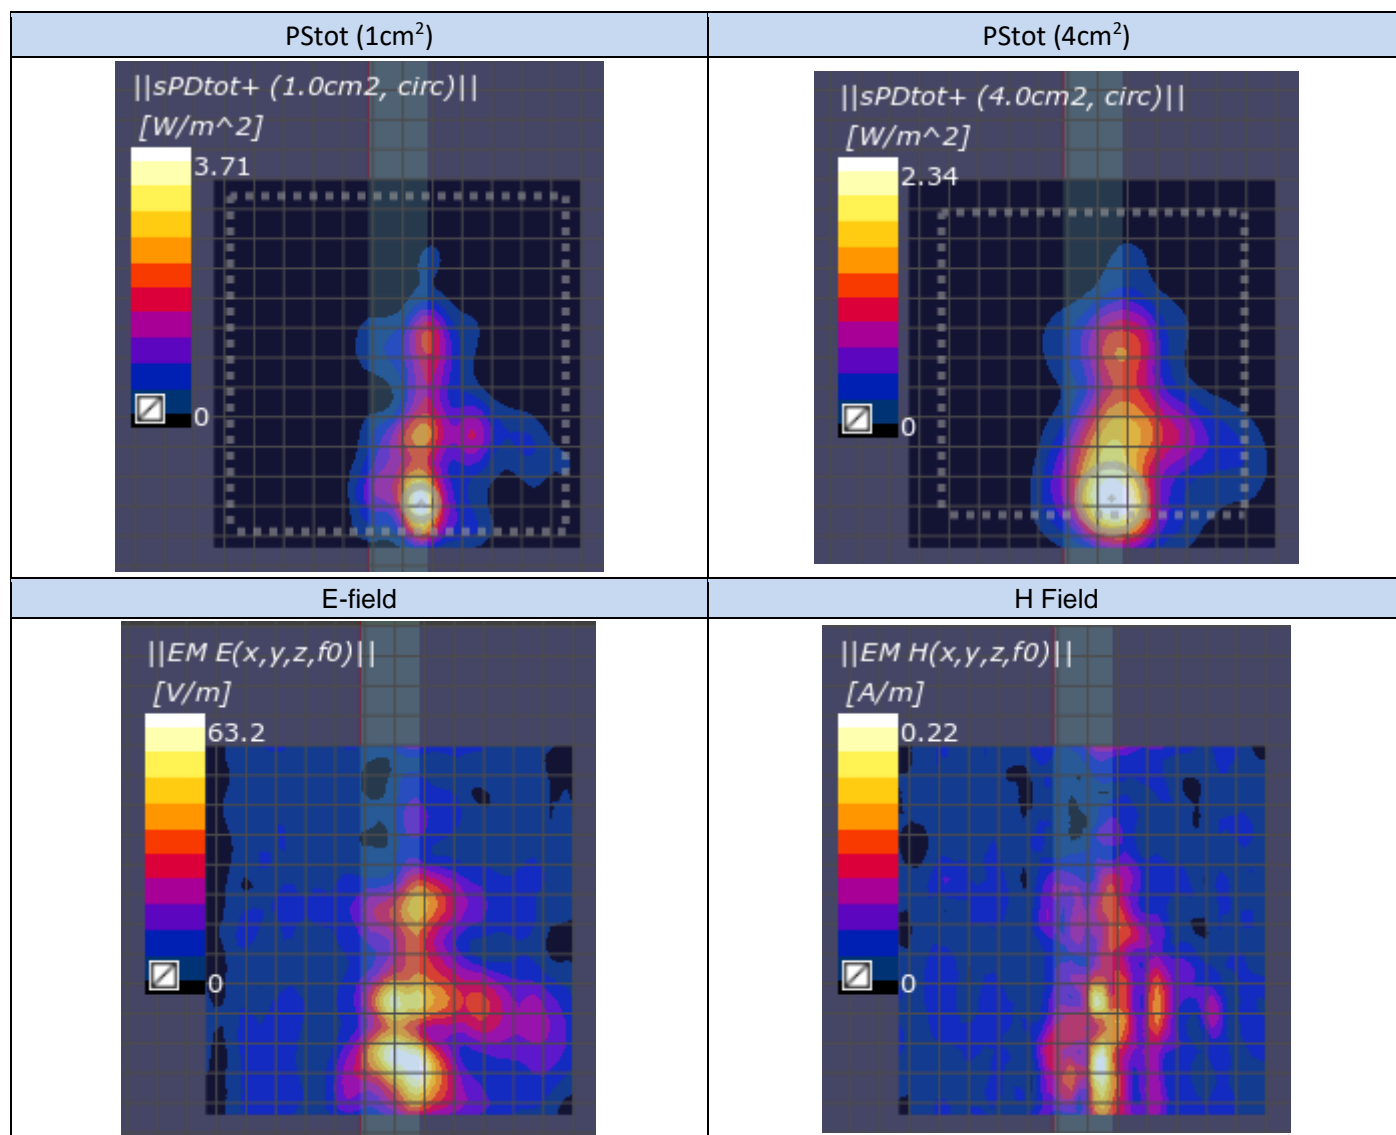 PStot (1cm²)
PStot (4cm²)
||sPDtot+ (1.0cm2, circ)||
[W/m^2]
3.71
0
||sPDtot+ (4.0cm2, circ)||
[W/m^2]
2.34
0
E-field
H Field
||EM E(x,y,z,f0)||
[V/m]
63.2
0
||EM H(x,y,z,f0)||
[A/m]
0.22
0